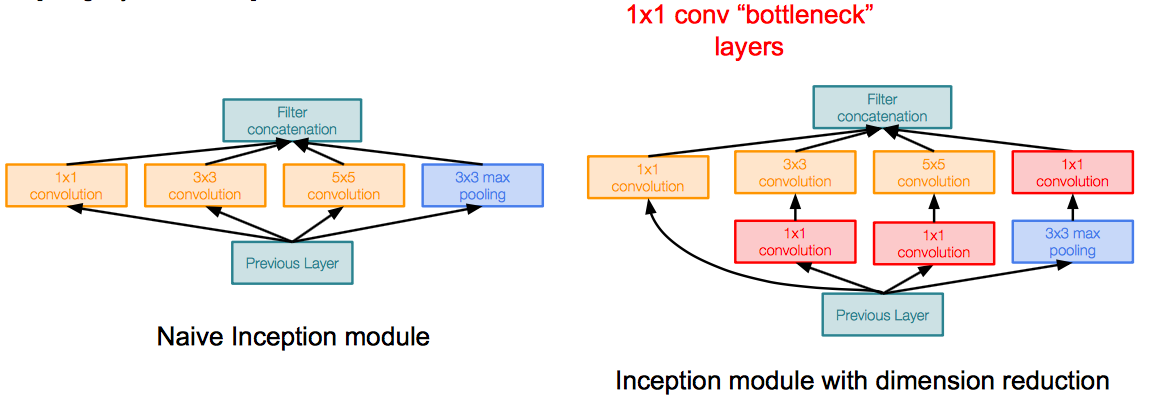 1x1 conv “bottleneck”
layers
Filter
concatenation
1x1
convolution
3x3
convolution
5x5
convolution
3x3 max
pooling
Previous Layer
Naive Inception module
Filter
concatenation
1x1
convolution
3x3
convolution
5x5
convolution
1x1
convolution
1x1
convolution
1x1
convolution
3x3 max
pooling
Previous Layer
Inception module with dimension reduction